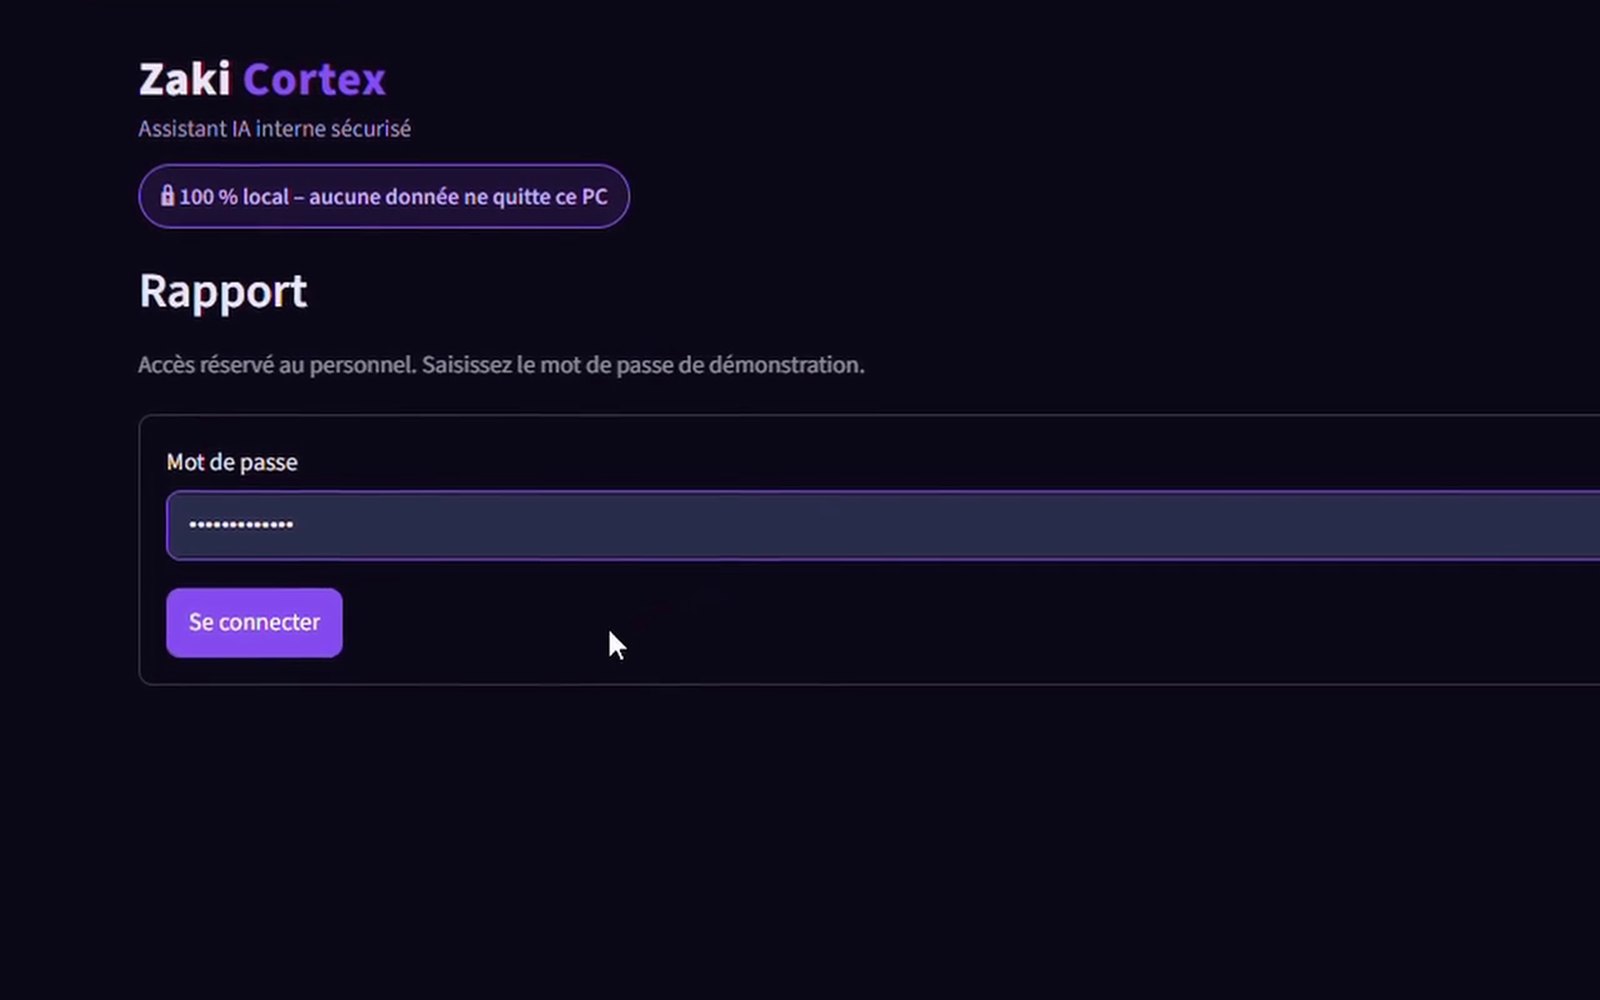 Zaki Cortex
Assistant IA interne sécurisé
🔒 100 % local – aucune donnée ne quitte ce PC
Rapport
Accès réservé au personnel. Saisissez le mot de passe de démonstration.
Mot de passe
•••••••••••••
Se connecter